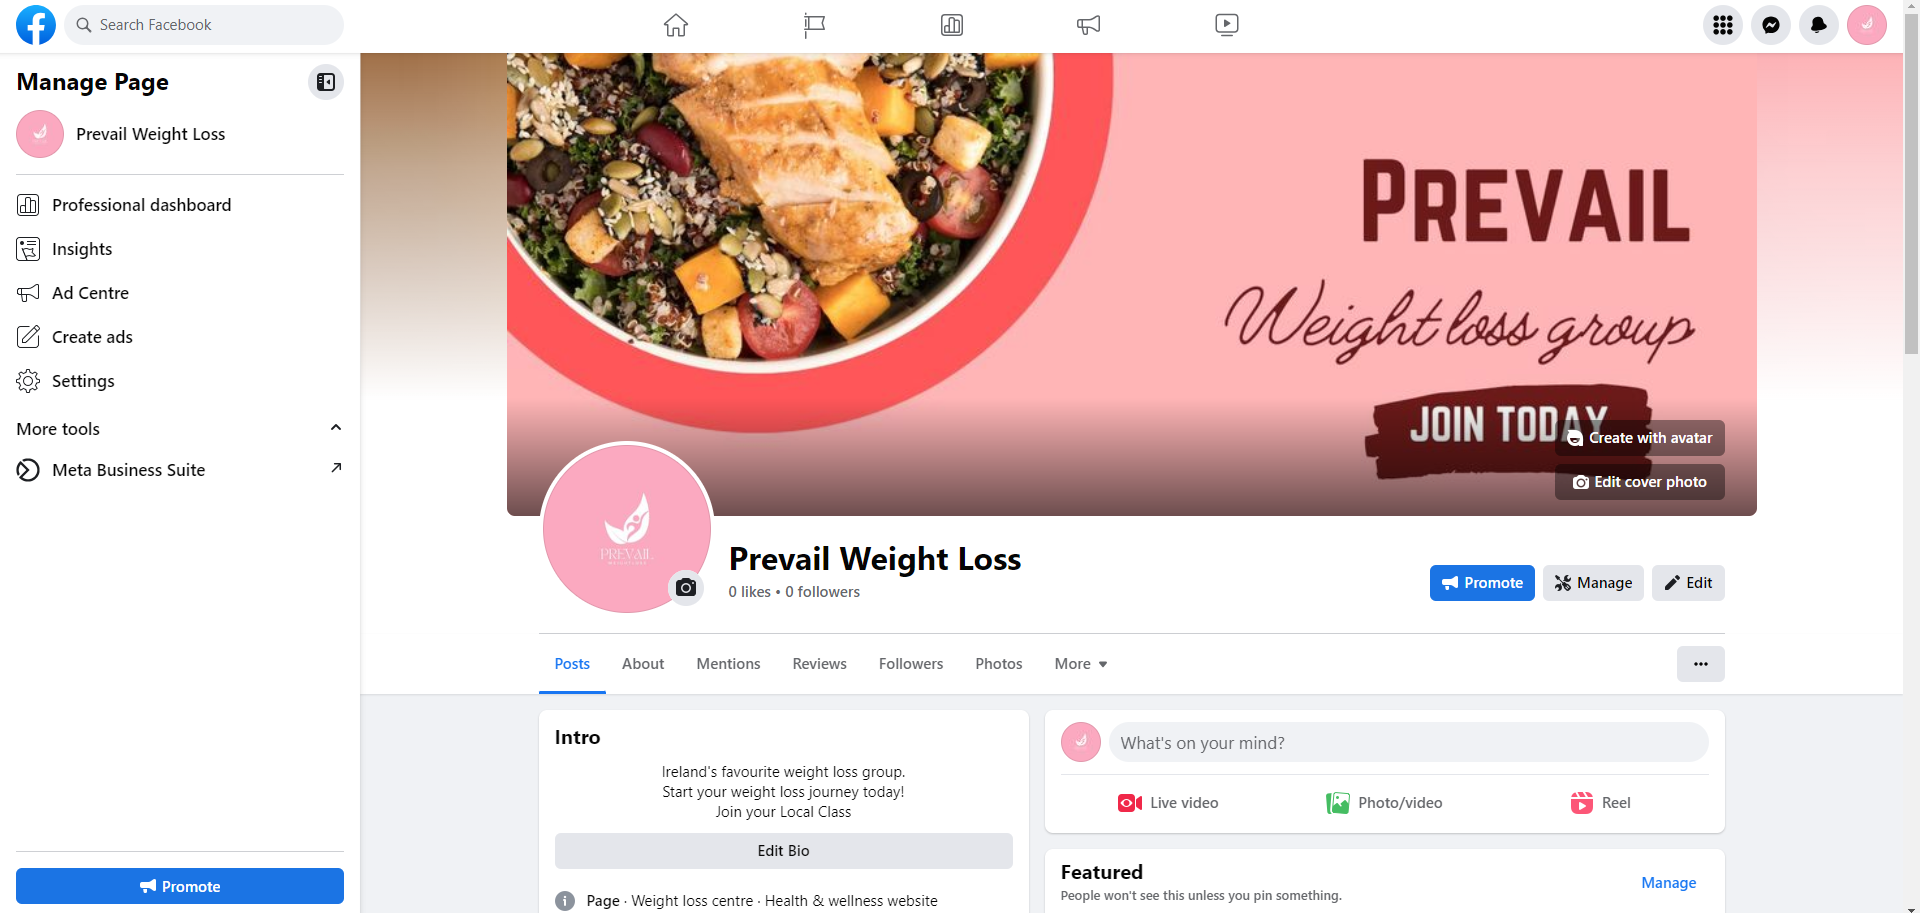 Search Facebook
Manage Page
Prevail Weight Loss
Professional dashboard
Insights
Ad Centre
Create ads
Settings
More tools
Meta Business Suite
Promote
PREVAIL
Weight loss group
JOIN TODAY
Create with avatar
Edit cover photo
PREVAIL
WEIGHTLOSS
Prevail Weight Loss
0 likes • 0 followers
Promote
Manage
Edit
Posts
About
Mentions
Reviews
Followers
Photos
More
Intro
Ireland's favourite weight loss group.
Start your weight loss journey today!
Join your Local Class
Edit Bio
Page · Weight loss centre · Health & wellness website
What's on your mind?
Live video
Photo/video
Reel
Featured
People won't see this unless you pin something.
Manage